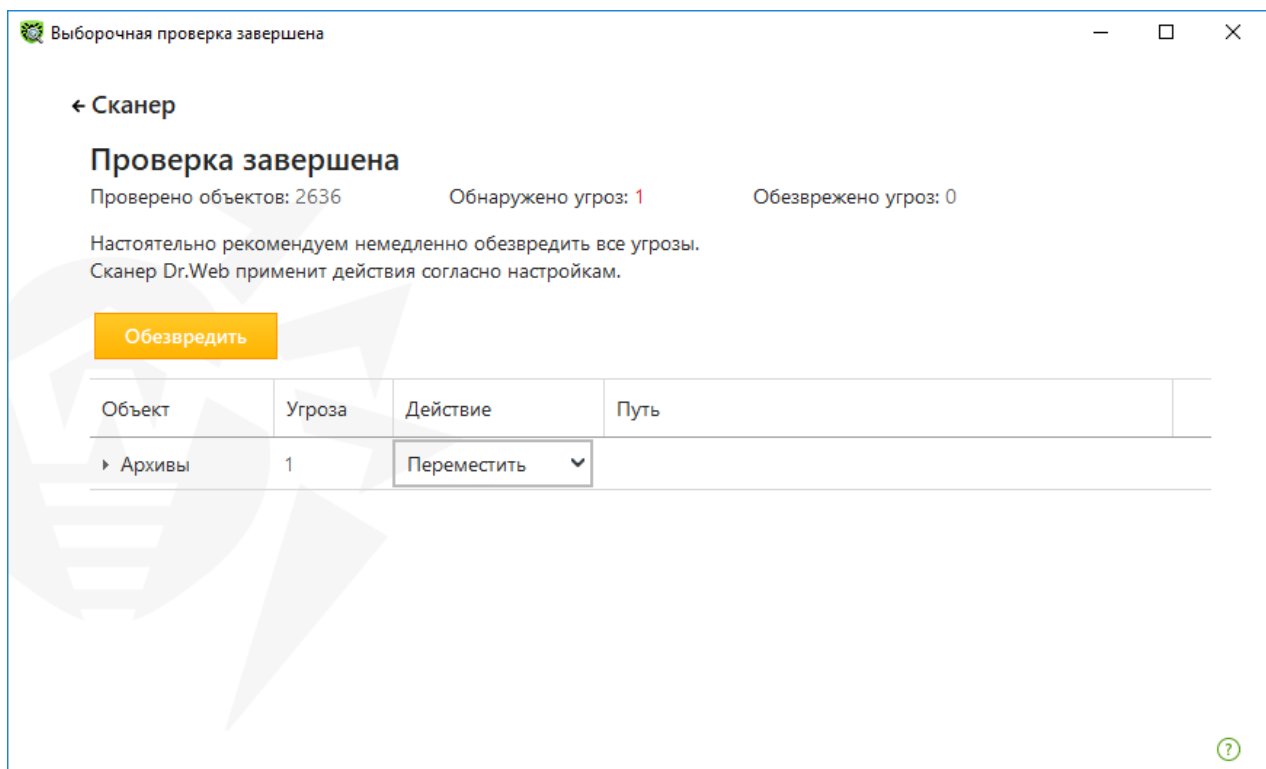 Выборочная проверка завершена
Сканер
Проверка завершена
Проверено объектов: 2636 Обнаружено угроз: 1 Обезврежено угроз: 0
Настоятельно рекомендуем немедленно обезвредить все угрозы.
Сканер Dr.Web применит действия согласно настройкам.
Обезвредить
Объект Угроза Действие Путь
Архивы 1 Переместить
?